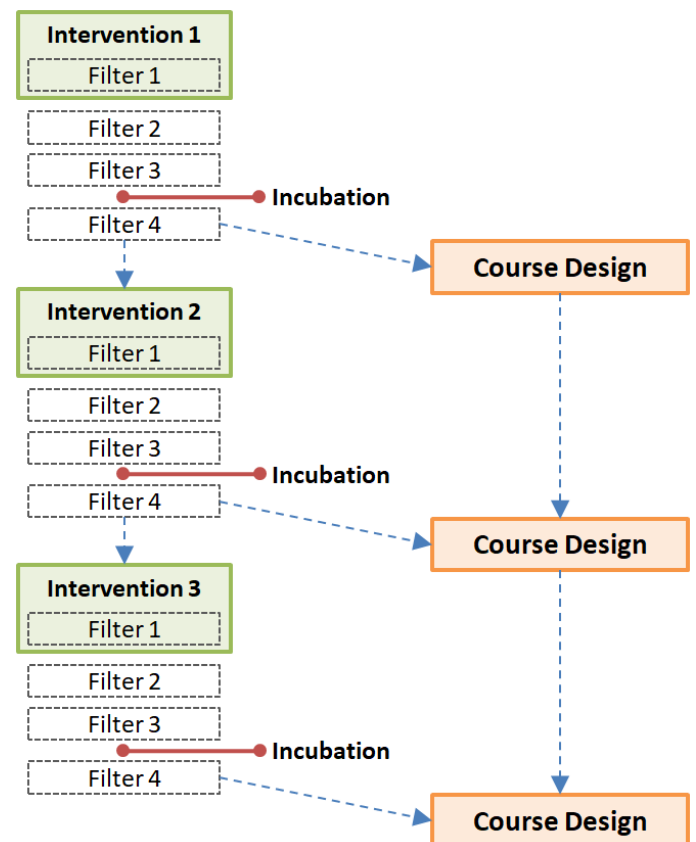 Intervention 1
Filter 1
Filter 2
Filter 3
Incubation
Filter 4
Course Design
Intervention 2
Filter 1
Filter 2
Filter 3
Incubation
Filter 4
Course Design
Intervention 3
Filter 1
Filter 2
Filter 3
Incubation
Filter 4
Course Design